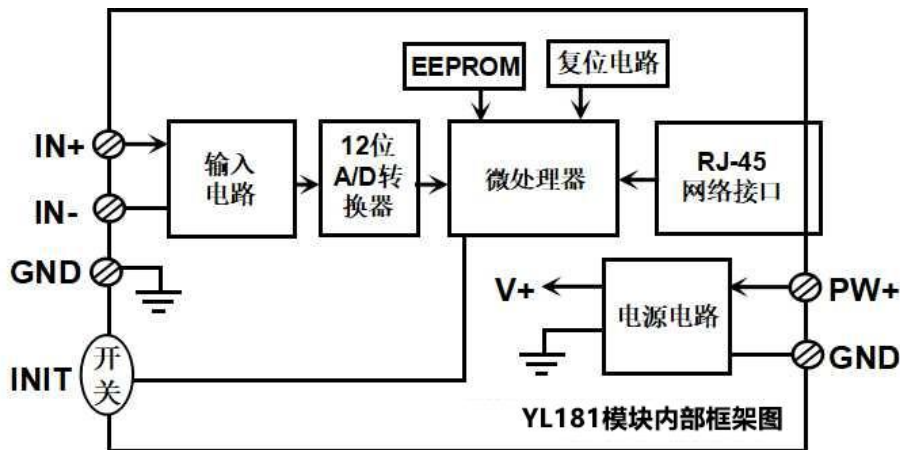 EEPROM
复位电路
IN+
IN-
GND
INIT
开
关
输入
电路
12位
A/D转
换器
微处理器
RJ-45
网络接口
V+
电源电路
PW+
GND
YL181模块内部框架图